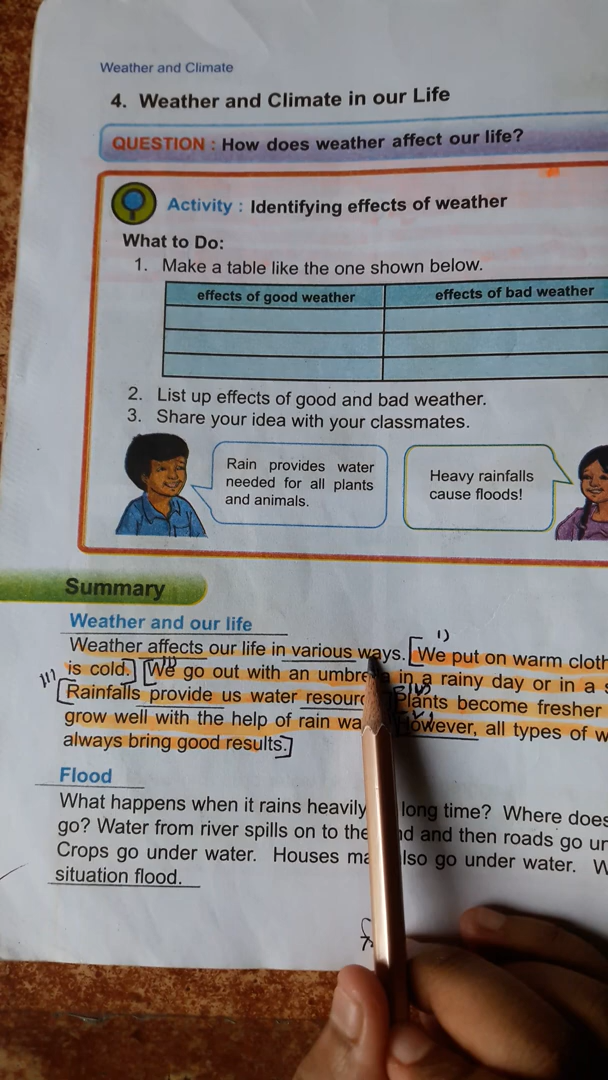 Weather and Climate
4. Weather and Climate in our Life
QUESTION : How does weather affect our life?
Activity : Identifying effects of weather
What to Do:
1. Make a table like the one shown below.
effects of good weather effects of bad weather
2. List up effects of good and bad weather.
3. Share your idea with your classmates.
Rain provides water
needed for all plants
and animals.
Heavy rainfalls
cause floods!
Summary
Weather and our life
1)
Weather affects our life in various ways. We put on warm cloth
is cold. We go out with an in a rainy day or in a
Rainfalls provide us water Plants become fresher
grow well with the help of rain However, all types of
always bring good results.
Flood
What happens when it rains heavily long time? Where does
go? Water from river spills on to the and then roads go
Crops go under water. Houses also go under water.
situation flood.